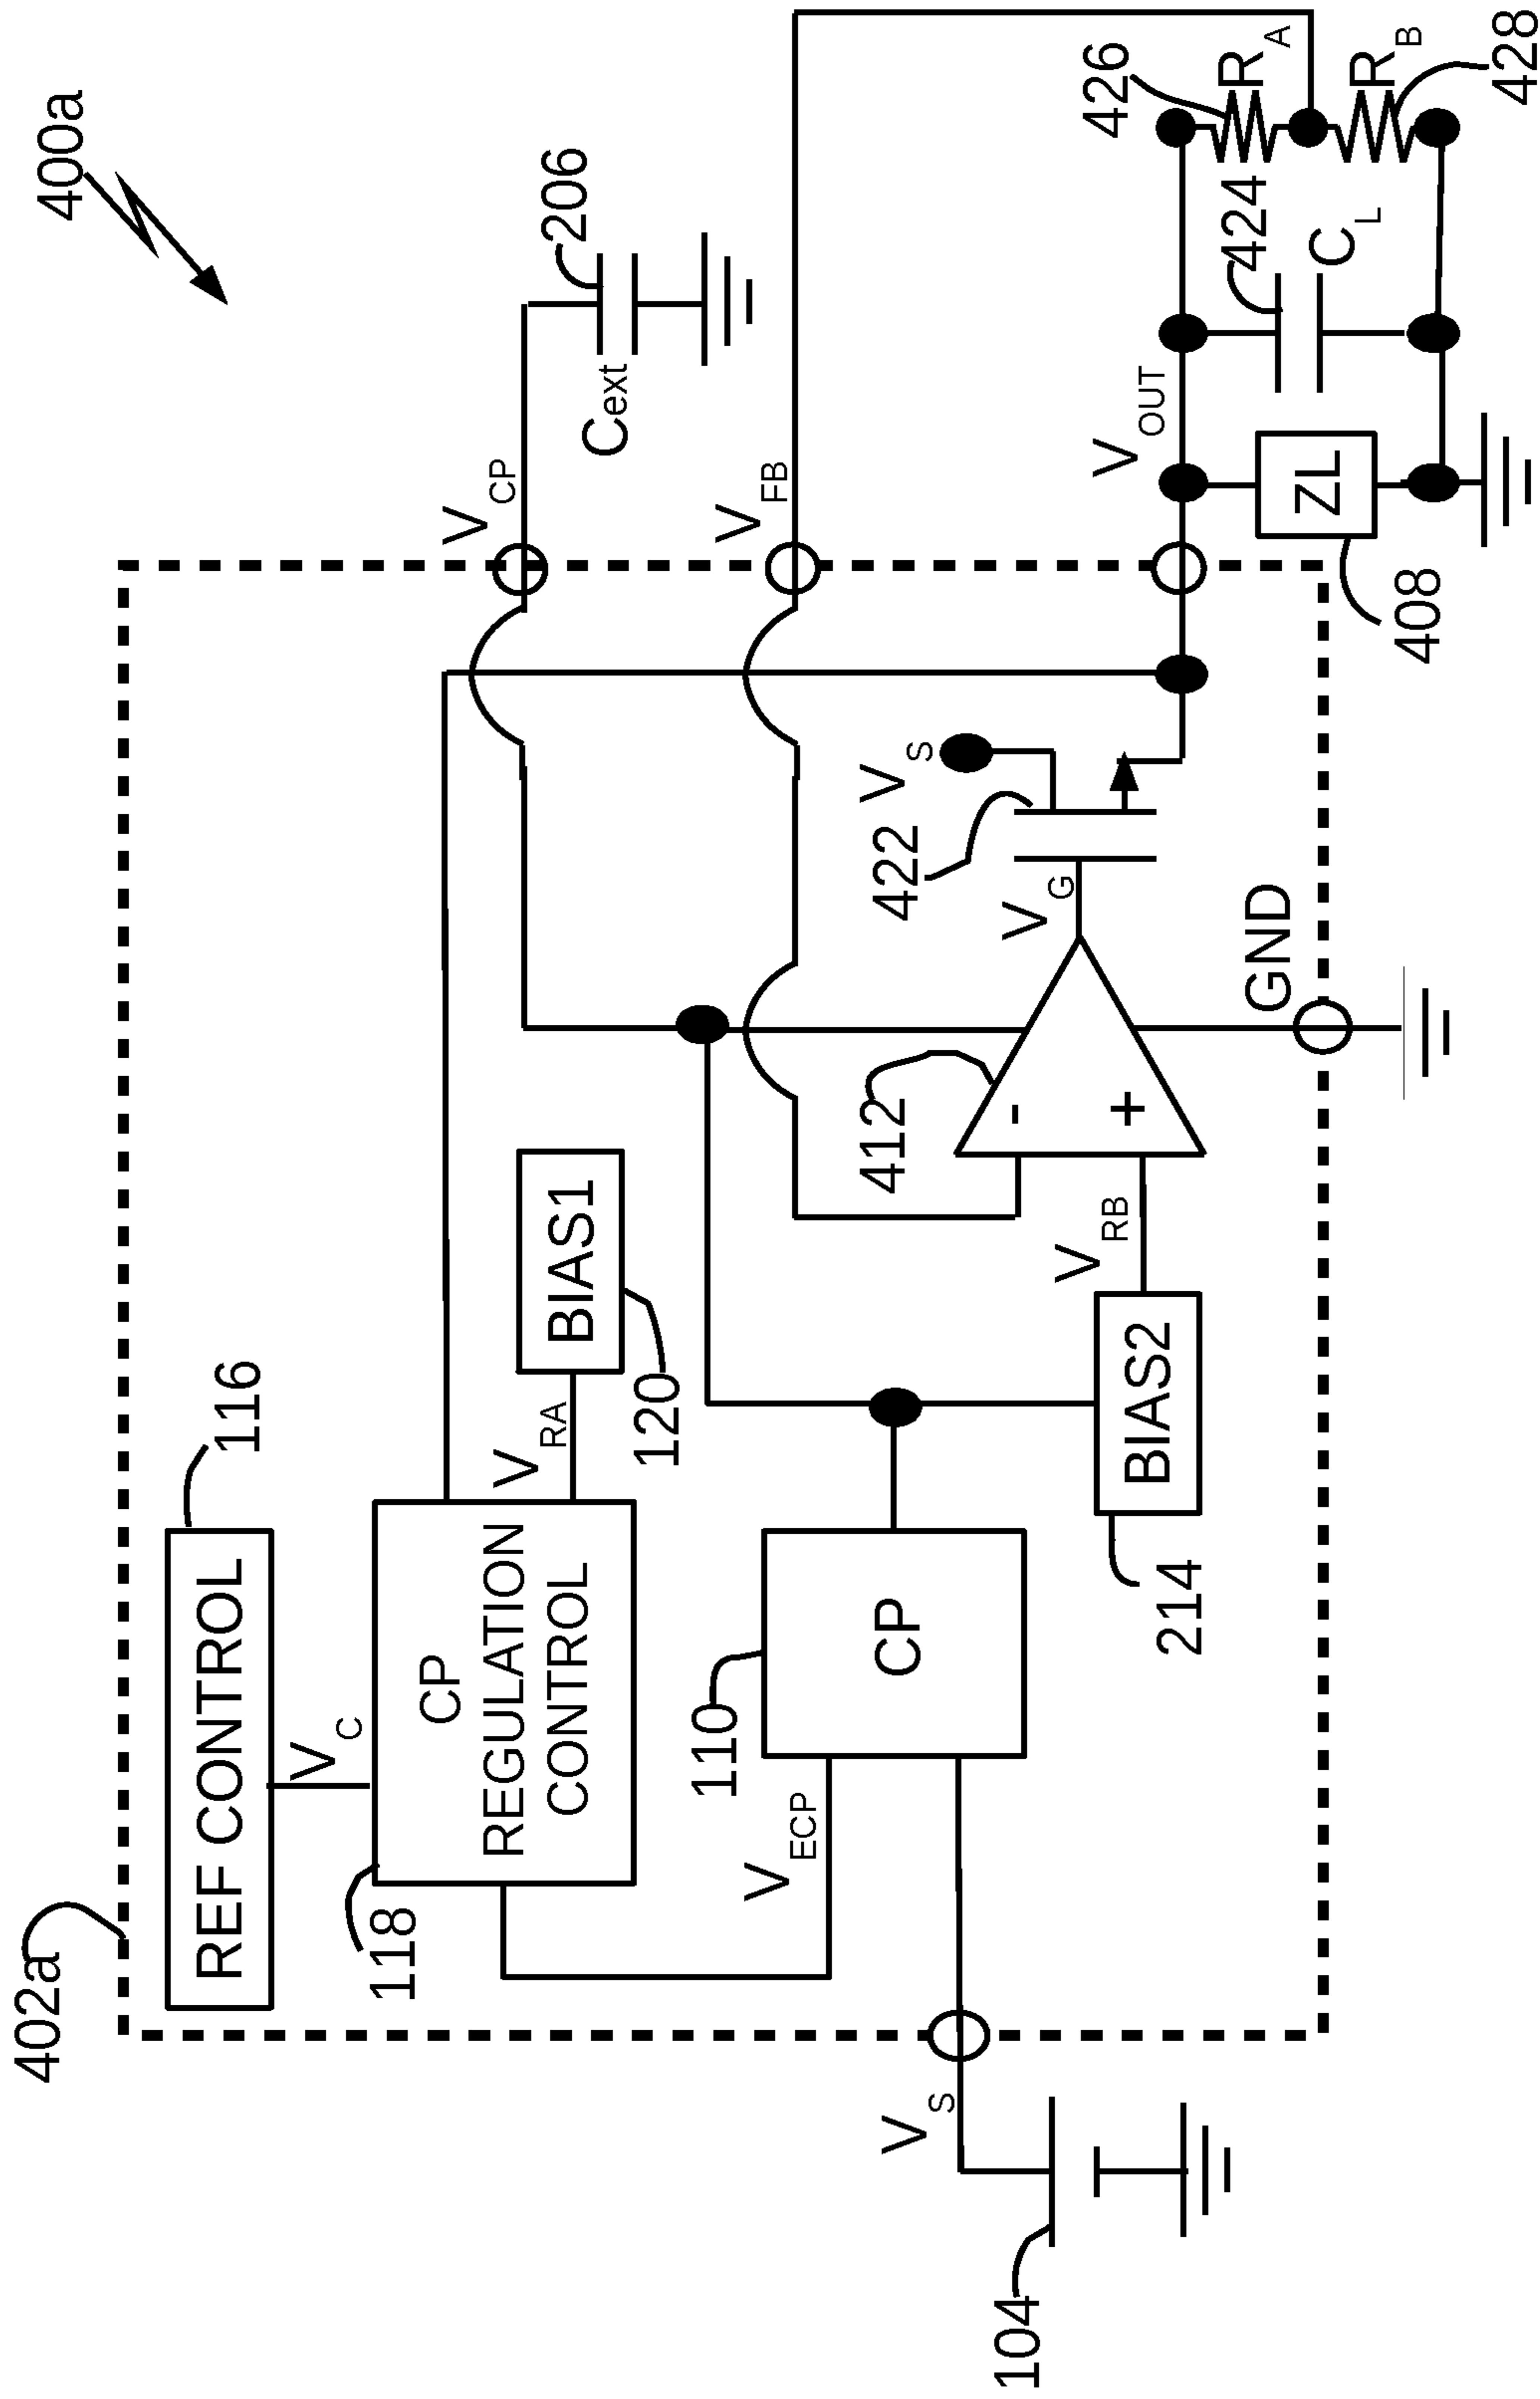 400a
402a
REF CONTROL
116
V C
118
CP
REGULATION
CONTROL
V RA
BIAS1
120
V CP
Cext
206
V FB
V ECP
110
CP
V S
104
BIAS2
214
V RB
412
-
+
V G
422
V S
GND
V OUT
ZL
408
424
C L
426
R A
R B
428